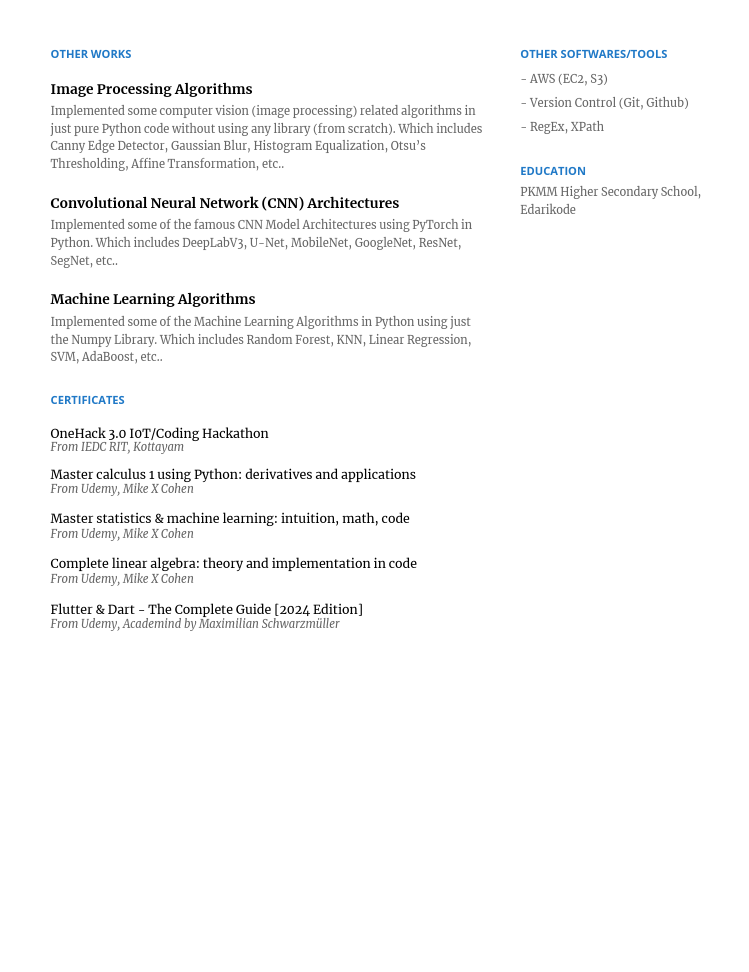 OTHER WORKS
Image Processing Algorithms
Implemented some computer vision (image processing) related algorithms in
just pure Python code without using any library (from scratch). Which includes
Canny Edge Detector, Gaussian Blur, Histogram Equalization, Otsu's
Thresholding, Affine Transformation, etc..
Convolutional Neural Network (CNN) Architectures
Implemented some of the famous CNN Model Architectures using PyTorch in
Python. Which includes DeepLabV3, U-Net, MobileNet, GoogleNet, ResNet,
SegNet, etc..
Machine Learning Algorithms
Implemented some of the Machine Learning Algorithms in Python using just
the Numpy Library. Which includes Random Forest, KNN, Linear Regression,
SVM, AdaBoost, etc..
CERTIFICATES
OneHack 3.0 I0T/Coding Hackathon
From IEDC RIT, Kottayam
Master calculus 1 using Python: derivatives and applications
From Udemy, Mike X Cohen
Master statistics & machine learning: intuition, math, code
From Udemy, Mike X Cohen
Complete linear algebra: theory and implementation in code
From Udemy, Mike X Cohen
Flutter & Dart - The Complete Guide [2024 Edition]
From Udemy, Academind by Maximilian Schwarzmüller
OTHER SOFTWARES/TOOLS
- AWS (EC2, S3)
- Version Control (Git, Github)
- RegEx, XPath
EDUCATION
PKMM Higher Secondary School,
Edarikode